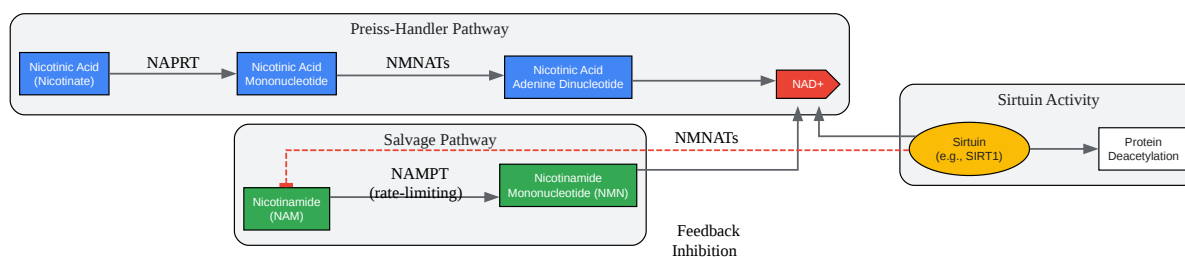 Preiss-Handler Pathway
Nicotinic Acid
(Nicotinate)
NAPRT
Nicotinic Acid
Mononucleotide
NMNATs
Nicotinic Acid
Adenine Dinucleotide
NAD+
Sirtuin Activity
Sirtuin
(e.g., SIRT1)
Protein
Deacetylation
Salvage Pathway
NMNATs
Nicotinamide
(NAM)
NAMPT
(rate-limiting)
Nicotinamide
Mononucleotide (NMN)
Feedback
Inhibition